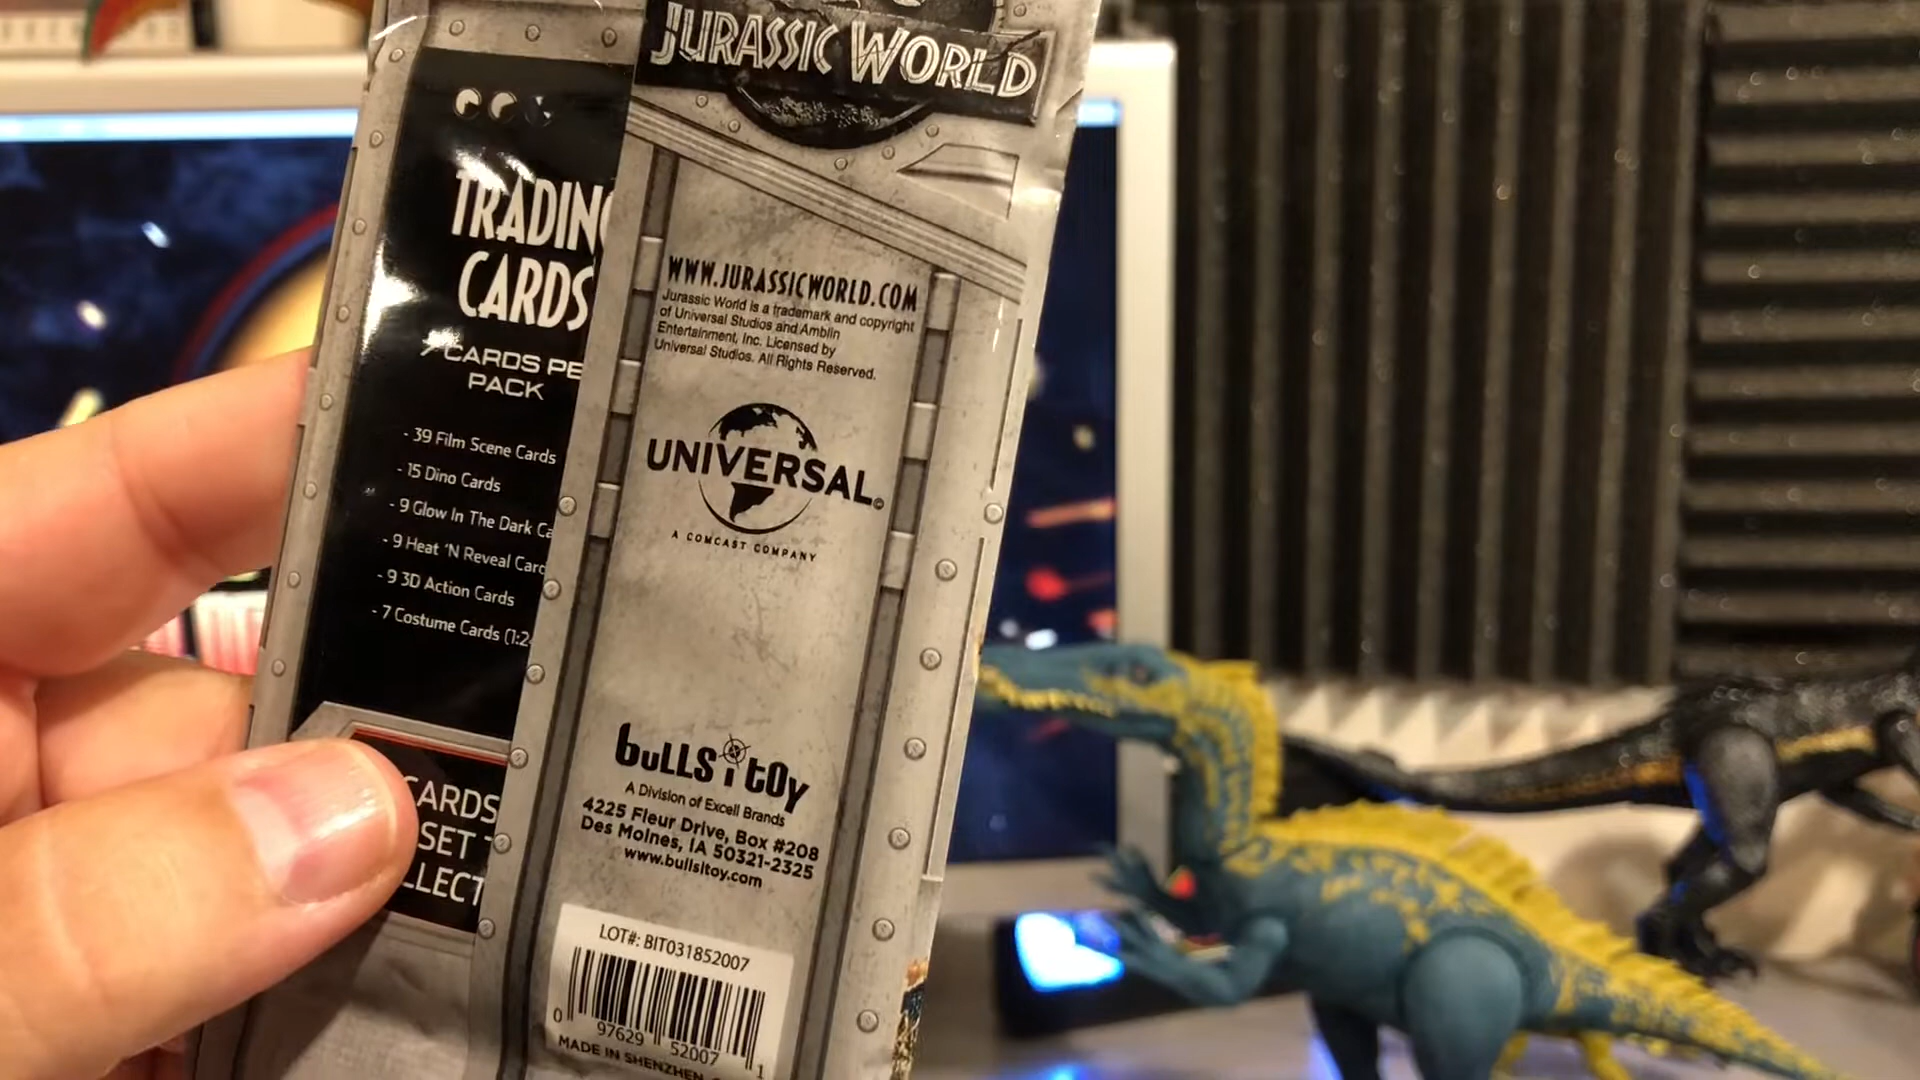 JURASSIC WORLD
TRADING
CARDS
7 CARDS PE
PACK
- 39 Film Scene Cards
- 15 Dino Cards
- 9 Glow In The Dark Ca
- 9 Heat 'N Reveal Card
- 9 3D Action Cards
- 7 Costume Cards (1:2
CARDS
SET
LLECT
WWW.JURASSICWORLD.COM
Jurassic World is a trademark and copyright
of Universal Studios and Amblin
Entertainment, Inc. Licensed by
Universal Studios. All Rights Reserved.
UNIVERSAL
A COMCAST COMPANY
bULLS i tOy
A Division of Excell Brands
4225 Fleur Drive, Box #208
Des Moines, IA 50321-2325
www.bullsitoy.com
LOT#: BIT031852007
0 97629 52007 1
MADE IN SHENZHEN,